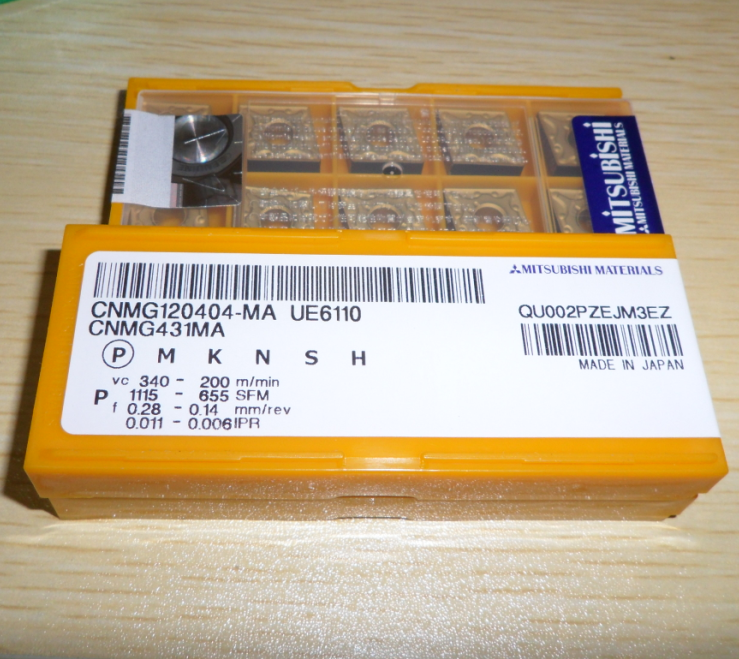 MITSUBISHI
MITSUBISHI MATERIALS
MITSUBISHI MATERIALS
CNMG120404-MA UE6110
CNMG431MA
QU002PZEJM3EZ
MADE IN JAPAN
P M K N S H
P
vc 340 - 200 m/min
1115 - 655 SFM
f 0.28 - 0.14 mm/rev
0.011 - 0.006IPR